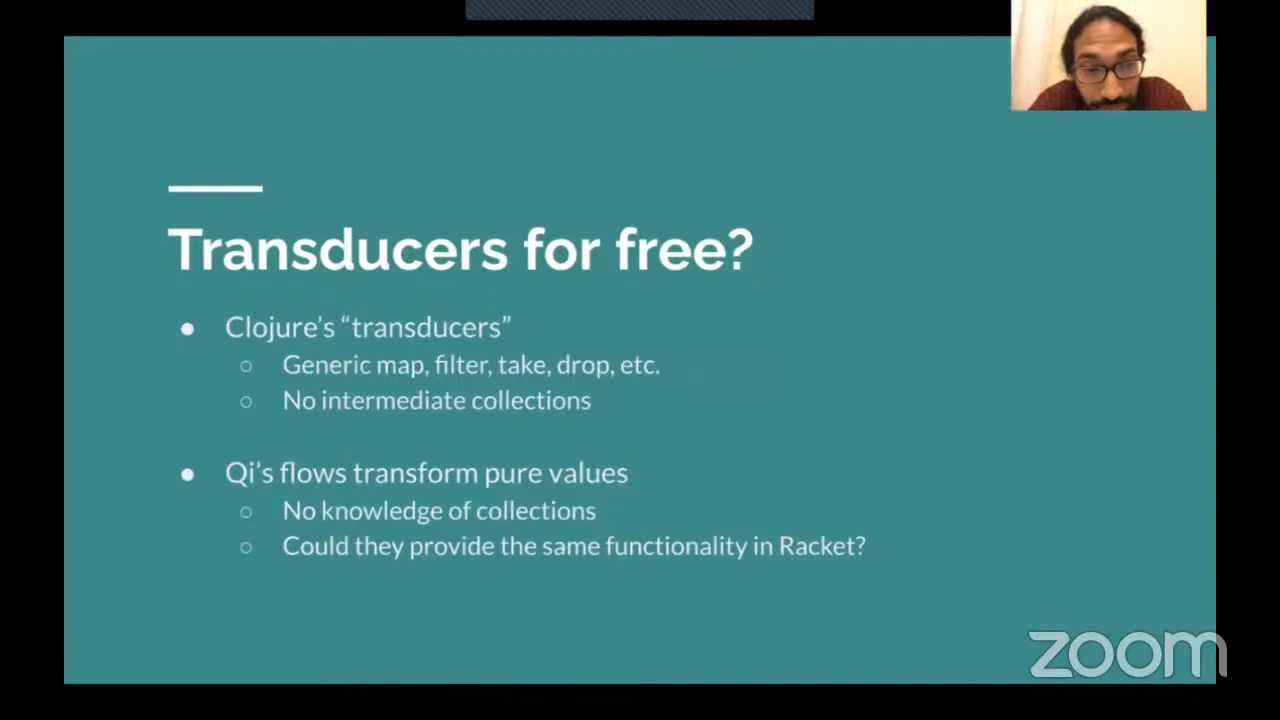 Transducers for free?
● Clojure's “transducers”
○ Generic map, filter, take, drop, etc.
○ No intermediate collections
● Qi's flows transform pure values
○ No knowledge of collections
○ Could they provide the same functionality in Racket?
zoom